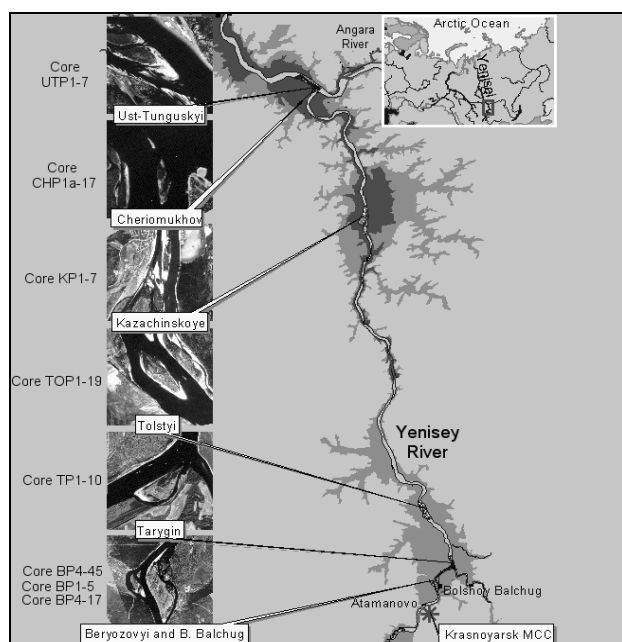 Arctic Ocean
Yenisei
Angara
River
Core
UTP1-7
Ust-Tunguskyi
Core
CHP1a-17
Cheriomukhov
Core KP1-7
Kazachinskoye
Core TOP1-19
Tolstyi
Yenisey
River
Core TP1-10
Tarygin
Core BP4-45
Core BP1-5
Core BP4-17
Bolshoy Balchug
Atamanovo
Beryozovyi and B. Balchug
Krasnoyarsk MCC